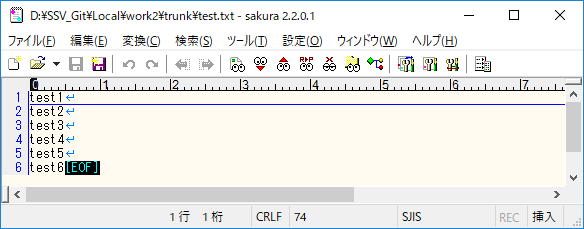 D:¥SSV_Git¥Local¥work2¥trunk¥test.txt - sakura 2.2.0.1
ファイル(F) 編集(E) 変換(C) 検索(S) ツール(T) 設定(O) ウィンドウ(W) ヘルプ(H)
0 1 2 3 4 5 6 7
1 test1↵
2 test2↵
3 test3↵
4 test4↵
5 test5↵
6 test6[EOF]
1 行 1 桁 CRLF 74 SJIS REC 挿入